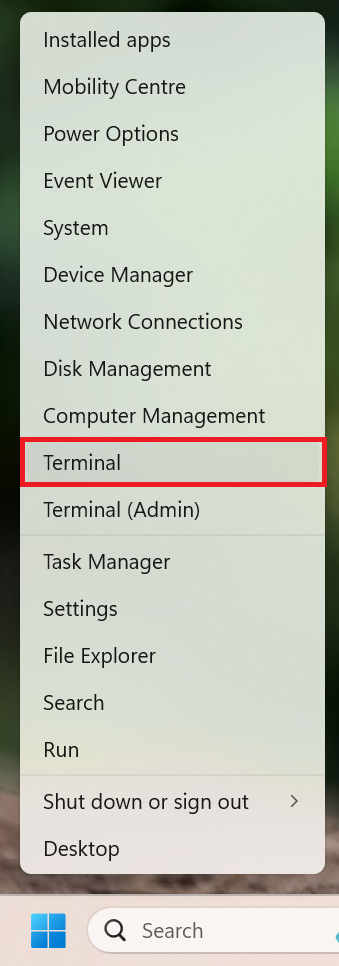 Installed apps
Mobility Centre
Power Options
Event Viewer
System
Device Manager
Network Connections
Disk Management
Computer Management
Terminal
Terminal (Admin)
Task Manager
Settings
File Explorer
Search
Run
Shut down or sign out
Desktop
Search